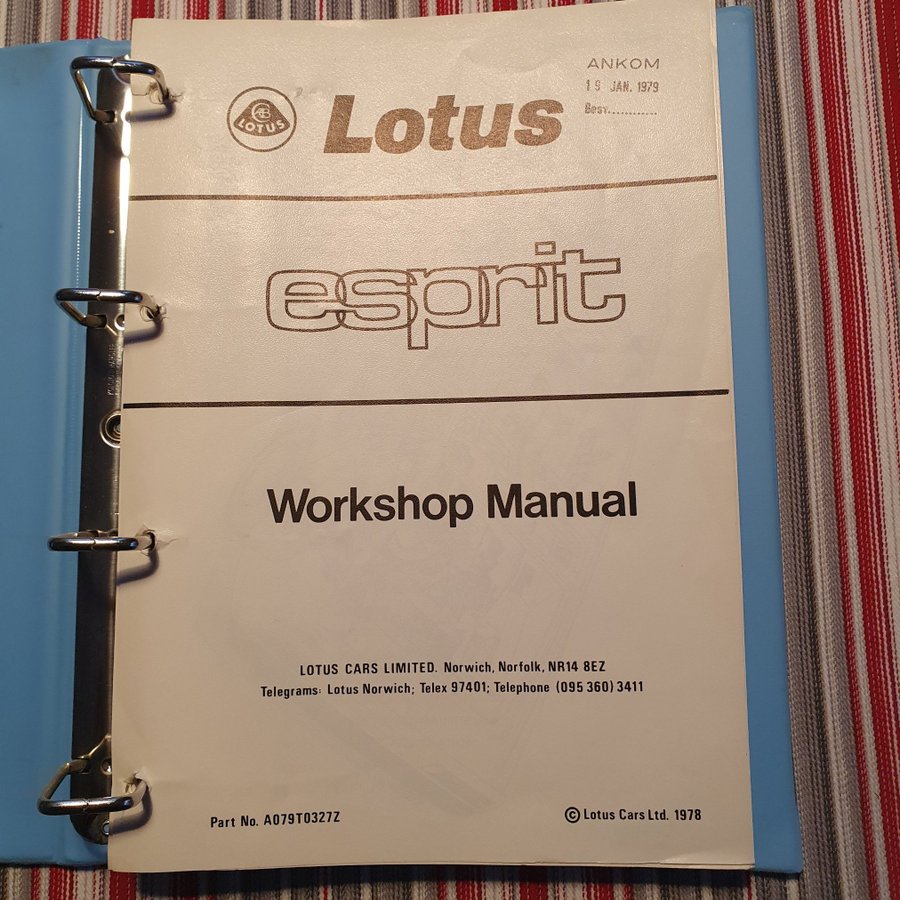 ANKOM
JAN. 1979
Best.............
LOTUS
Lotus
esprit
Workshop Manual
LOTUS CARS LIMITED. Norwich, Norfolk, NR14 8EZ
Telegrams: Lotus Norwich; Telex 97401; Telephone (095 360) 3411
Part No. A079T0327Z
© Lotus Cars Ltd. 1978